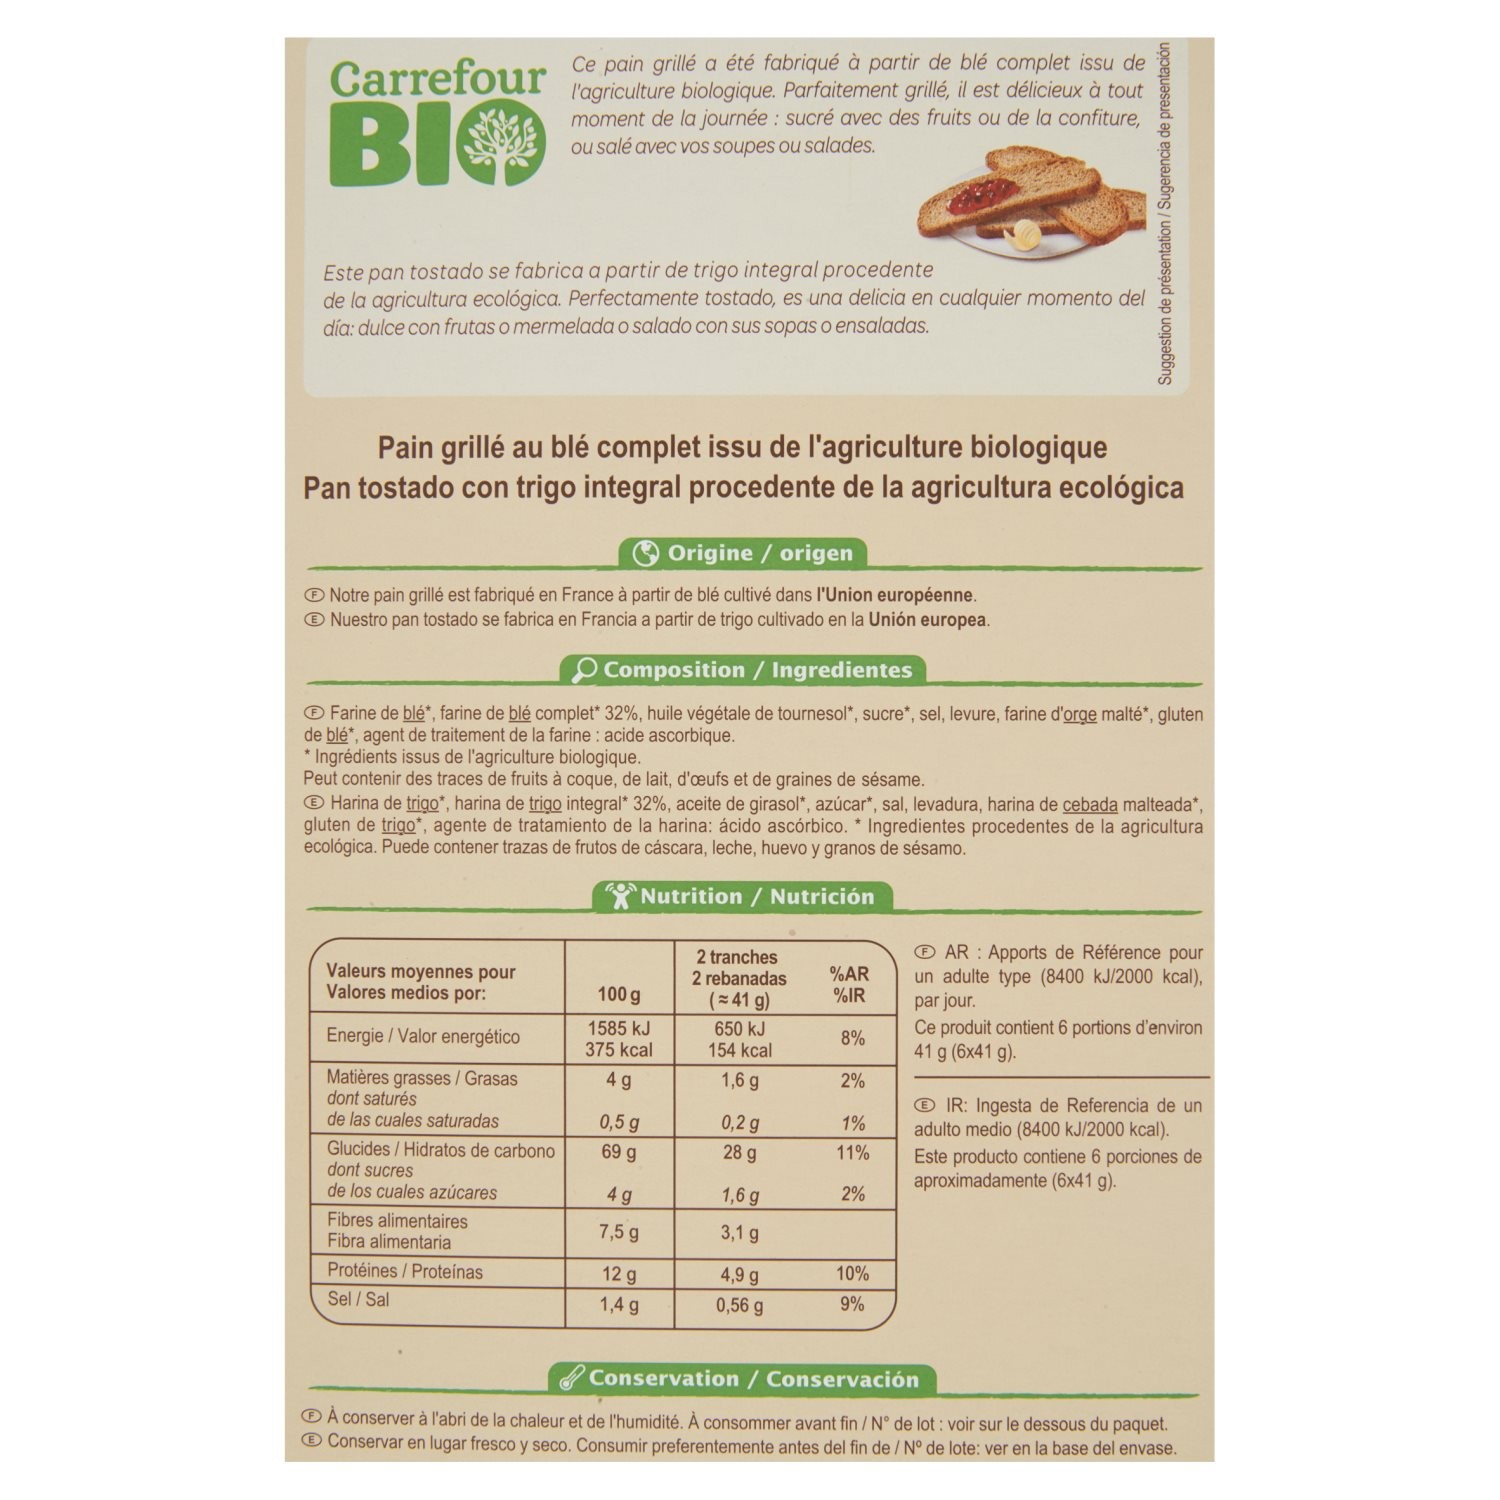 Carrefour
BIO
Ce pain grillé a été fabriqué à partir de blé complet issu de
l'agriculture biologique. Parfaitement grillé, il est délicieux à tout
moment de la journée : sucré avec des fruits ou de la confiture,
ou salé avec vos soupes ou salades.
Suggestion de présentation / Sugerencia de presentación
Este pan tostado se fabrica a partir de trigo integral procedente
de la agricultura ecológica. Perfectamente tostado, es una delicia en cualquier momento del
día: dulce con frutas o mermelada o salado con sus sopas o ensaladas.
Pain grillé au blé complet issu de l'agriculture biologique
Pan tostado con trigo integral procedente de la agricultura ecológica
Origine / origen
Ⓕ Notre pain grillé est fabriqué en France à partir de blé cultivé dans l'Union européenne.
Ⓔ Nuestro pan tostado se fabrica en Francia a partir de trigo cultivado en la Unión europea.
Composition / Ingredientes
Ⓕ Farine de blé*, farine de blé complet* 32%, huile végétale de tournesol*, sucre*, sel, levure, farine d'orge malté*, gluten
de blé*, agent de traitement de la farine : acide ascorbique.
* Ingrédients issus de l'agriculture biologique.
Peut contenir des traces de fruits à coque, de lait, d'œufs et de graines de sésame.
Ⓔ Harina de trigo*, harina de trigo integral* 32%, aceite de girasol*, azúcar*, sal, levadura, harina de cebada malteada*,
gluten de trigo*, agente de tratamiento de la harina: ácido ascórbico. * Ingredientes procedentes de la agricultura
ecológica. Puede contener trazas de frutos de cáscara, leche, huevo y granos de sésamo.
Nutrition / Nutrición
Valeurs moyennes pour
Valores medios por:
100 g
2 tranches
2 rebanadas
(≈ 41 g)
%AR
%IR
Energie / Valor energético
1585 kJ
375 kcal
650 kJ
154 kcal
8%
Matières grasses / Grasas 4 g 1,6 g 2%
dont saturés
de las cuales saturadas 0,5 g 0,2 g 1%
Glucides / Hidratos de carbono 69 g 28 g 11%
dont sucres
de los cuales azúcares 4 g 1,6 g 2%
Fibres alimentaires
Fibra alimentaria
7,5 g 3,1 g
Protéines / Proteínas 12 g 4,9 g 10%
Sel / Sal 1,4 g 0,56 g 9%
Ⓕ AR : Apports de Référence pour
un adulte type (8400 kJ/2000 kcal),
par jour.
Ce produit contient 6 portions d'environ
41 g (6x41 g).
Ⓔ IR: Ingesta de Referencia de un
adulto medio (8400 kJ/2000 kcal).
Este producto contiene 6 porciones de
aproximadamente (6x41 g).
Conservation / Conservación
Ⓕ À conserver à l'abri de la chaleur et de l'humidité. À consommer avant fin / N° de lot : voir sur le dessous du paquet.
Ⓔ Conservar en lugar fresco y seco. Consumir preferentemente antes del fin de / Nº de lote: ver en la base del envase.